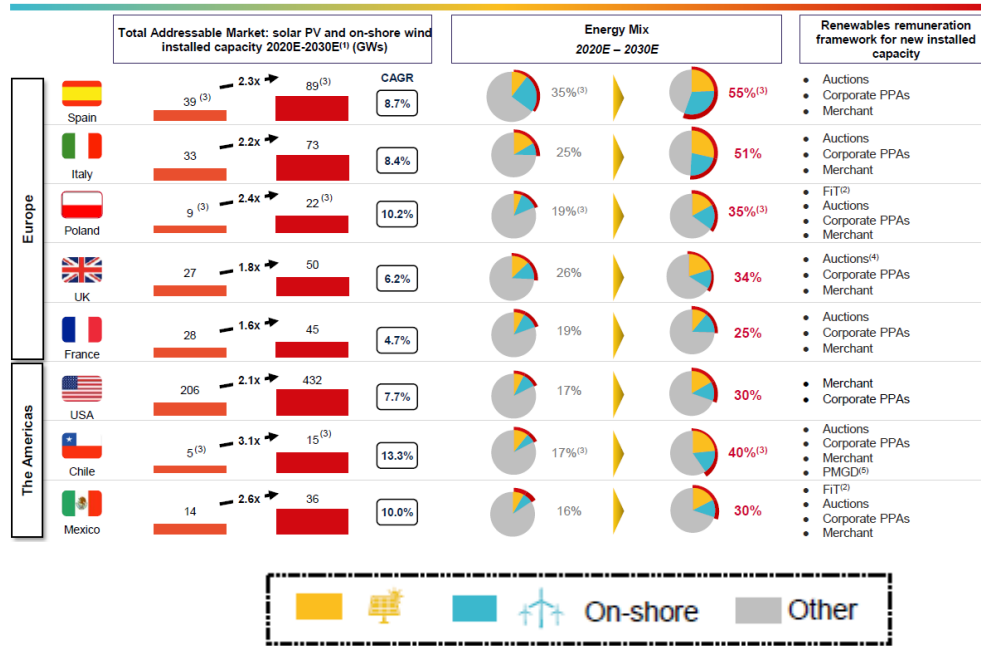 Total Addressable Market: solar PV and on-shore wind
installed capacity 2020E-2030E(1) (GWs)
Energy Mix
2020E – 2030E
Renewables remuneration
framework for new installed
capacity
CAGR
Europe
Spain
39 (3)
2.3x
89(3)
8.7%
35%(3)
55%(3)
• Auctions
• Corporate PPAs
• Merchant
Italy
33
2.2x
73
8.4%
25%
51%
• Auctions
• Corporate PPAs
• Merchant
Poland
9 (3)
2.4x
22(3)
10.2%
19%(3)
35%(3)
• FiT(2)
• Auctions
• Corporate PPAs
• Merchant
UK
27
1.8x
50
6.2%
26%
34%
• Auctions(4)
• Corporate PPAs
• Merchant
France
28
1.6x
45
4.7%
19%
25%
• Auctions
• Corporate PPAs
• Merchant
The Americas
USA
206
2.1x
432
7.7%
17%
30%
• Merchant
• Corporate PPAs
Chile
5(3)
3.1x
15(3)
13.3%
17%(3)
40%(3)
• Auctions
• Corporate PPAs
• Merchant
• PMGD(5)
Mexico
14
2.6x
36
10.0%
16%
30%
• FiT(2)
• Auctions
• Corporate PPAs
• Merchant
On-shore
Other